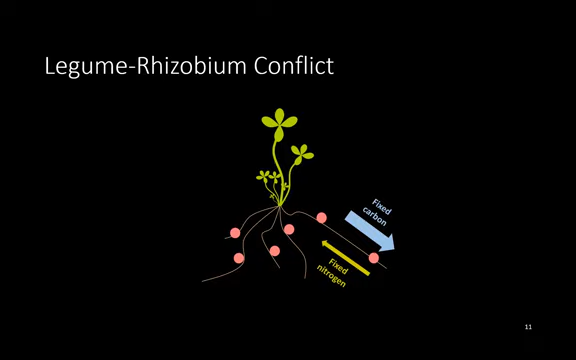 Legume-Rhizobium Conflict
Fixed
carbon
Fixed
nitrogen
11